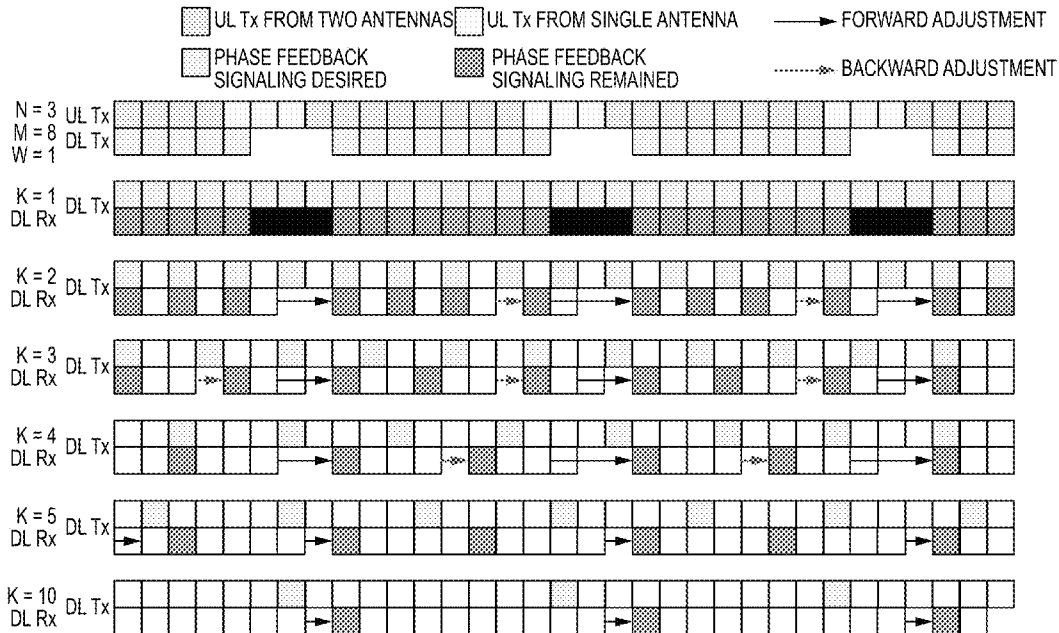 UL Tx FROM TWO ANTENNAS
UL Tx FROM SINGLE ANTENNA
FORWARD ADJUSTMENT
PHASE FEEDBACK
SIGNALING DESIRED
PHASE FEEDBACK
SIGNALING REMAINED
BACKWARD ADJUSTMENT
N = 3 UL Tx
M = 8 DL Tx
W = 1
K = 1 DL Tx
DL Rx
K = 2 DL Tx
DL Rx
K = 3 DL Tx
DL Rx
K = 4 DL Tx
DL Rx
K = 5 DL Tx
DL Rx
K = 10 DL Tx
DL Rx